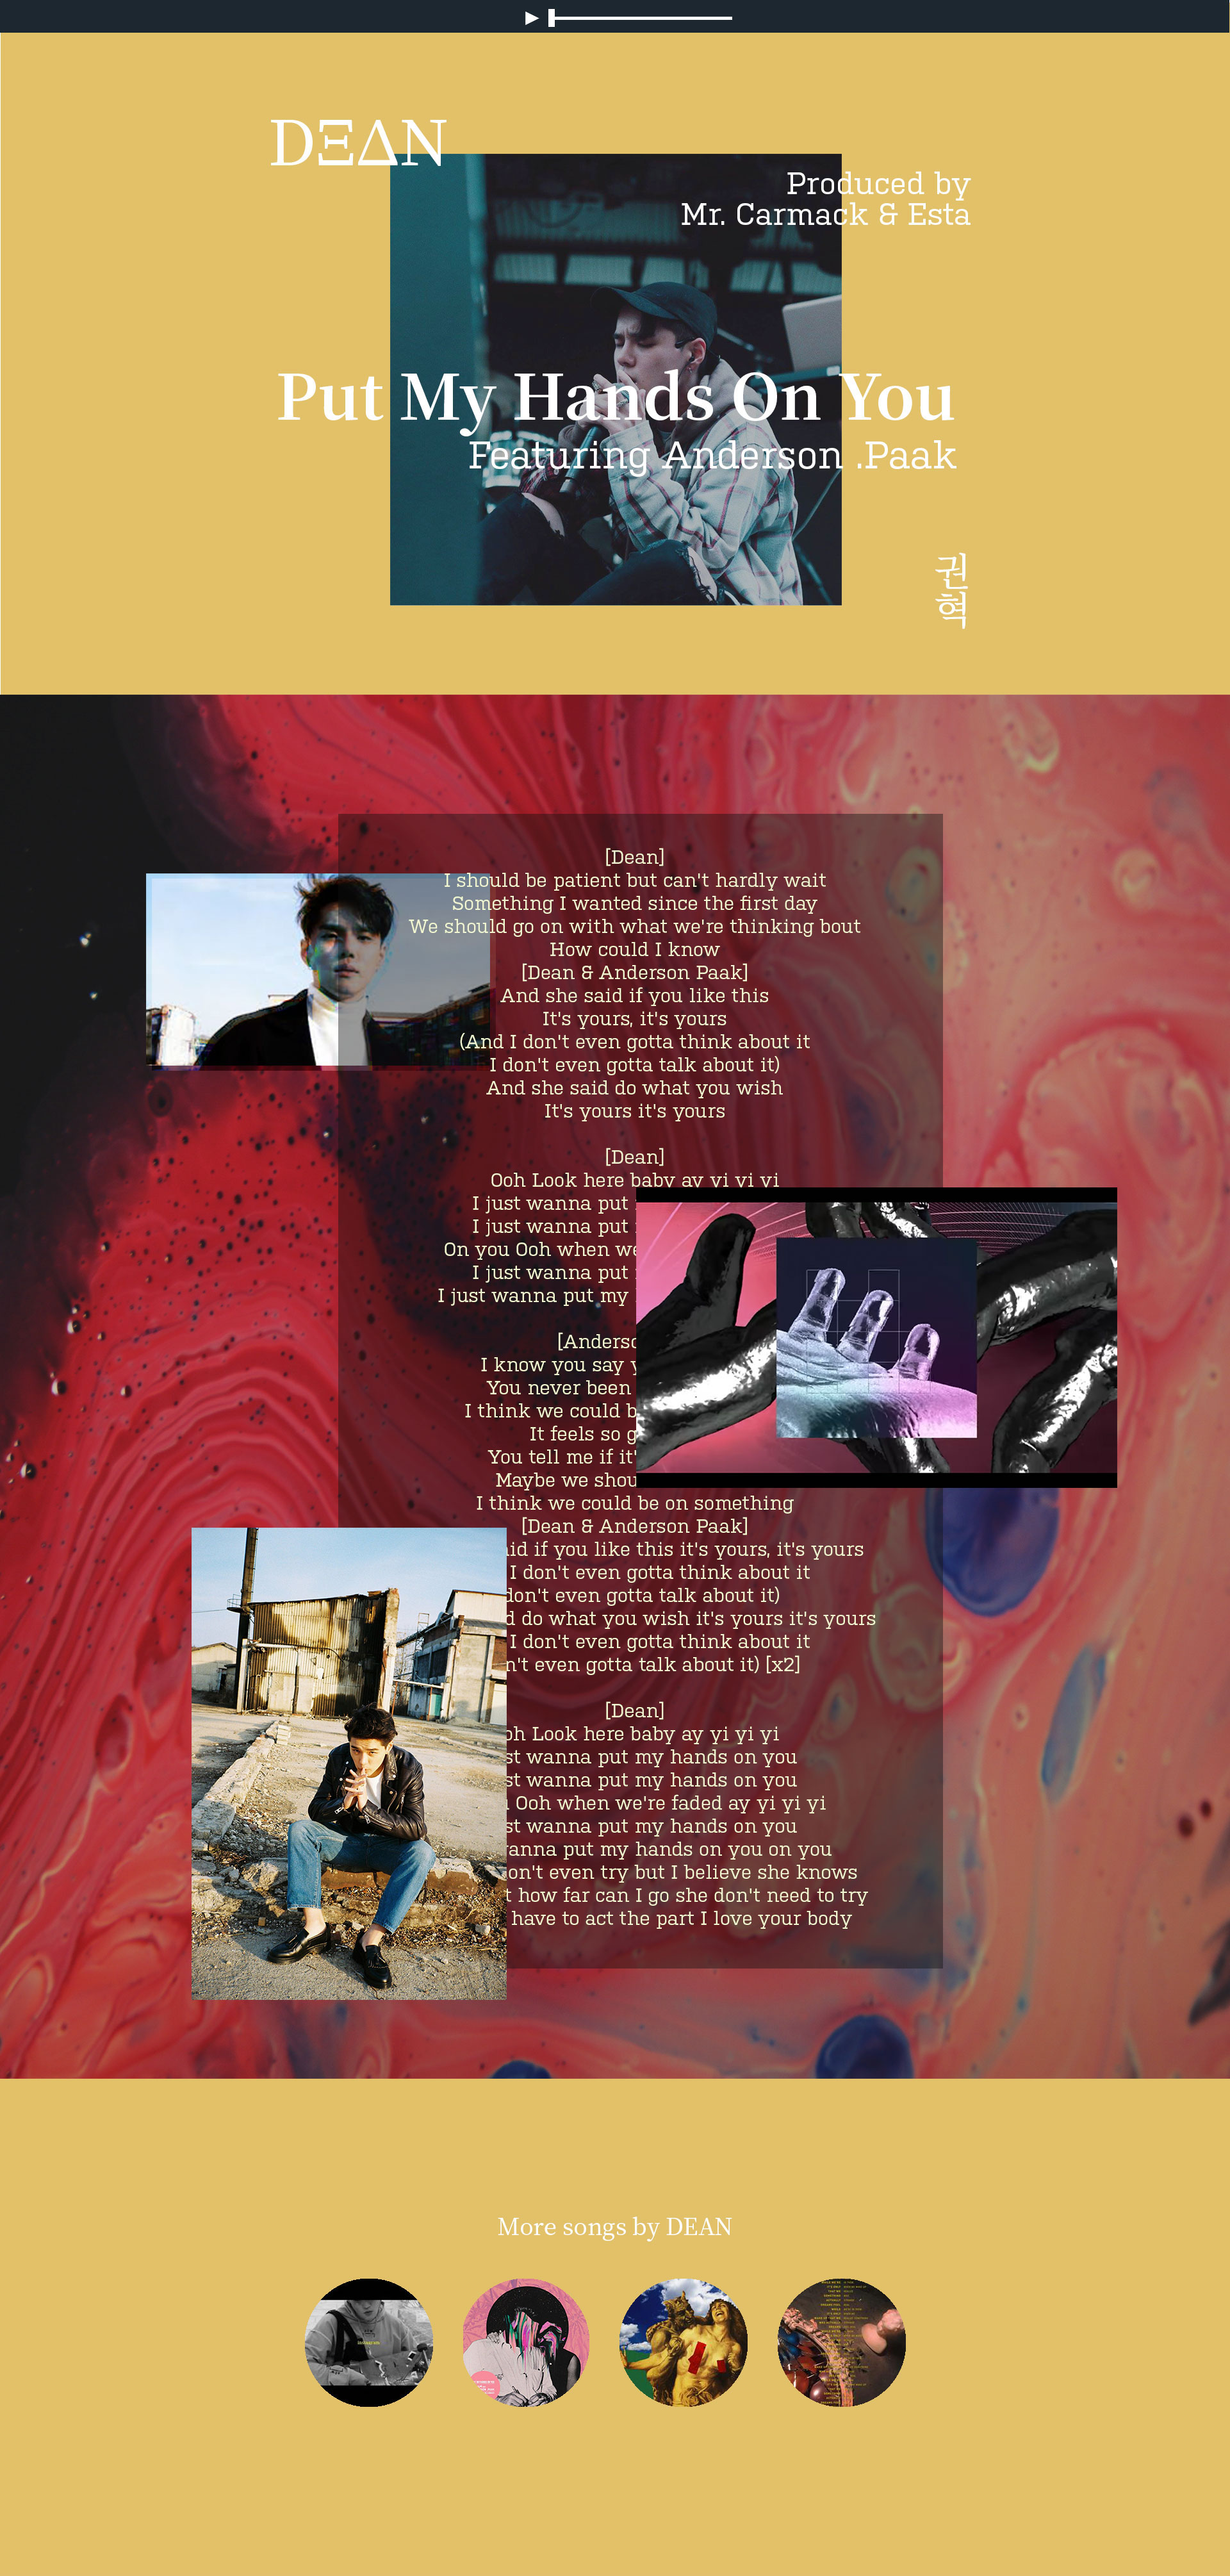 DΞΔN
Produced by
Mr. Carmack & Esta
Put My Hands On You
Featuring Anderson .Paak
권혁
[Dean]
I should be patient but can't hardly wait
Something I wanted since the first day
We should go on with what we're thinking bout
How could I know
[Dean & Anderson Paak]
And she said if you like this
It's yours, it's yours
(And I don't even gotta think about it
I don't even gotta talk about it)
And she said do what you wish
It's yours it's yours
[Dean]
Ooh Look here baby ay yi yi yi
I just wanna put
I just wanna put
On you Ooh when we
I just wanna put
I just wanna put my
[Anderso
I know you say y
You never been
I think we could b
It feels so g
You tell me if it'
Maybe we shou
I think we could be on something
[Dean & Anderson Paak]
aid if you like this it's yours, it's yours
I don't even gotta think about it
don't even gotta talk about it)
d do what you wish it's yours it's yours
I don't even gotta think about it
n't even gotta talk about it) [x2]
[Dean]
oh Look here baby ay yi yi yi
st wanna put my hands on you
st wanna put my hands on you
Ooh when we're faded ay yi yi yi
st wanna put my hands on you
wanna put my hands on you on you
don't even try but I believe she knows
t how far can I go she don't need to try
have to act the part I love your body
More songs by DEAN